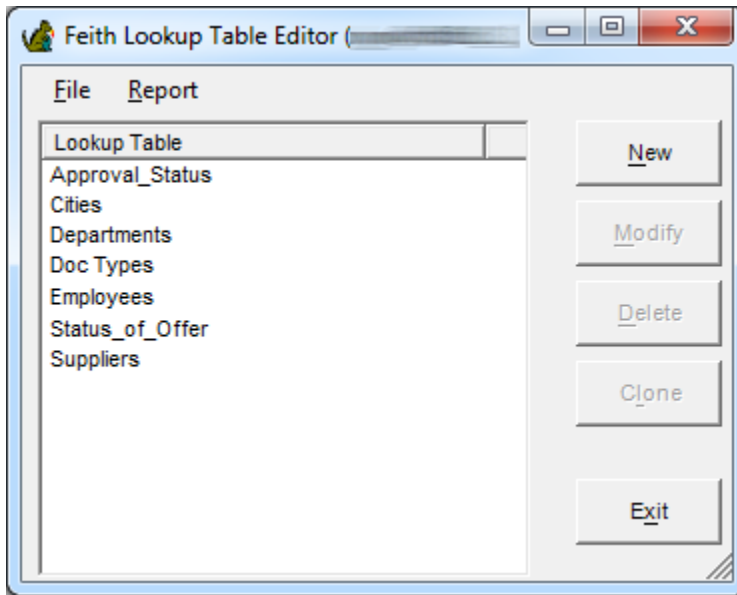 Feith Lookup Table Editor (
File Report
Lookup Table
Approval_Status
Cities
Departments
Doc Types
Employees
Status_of_Offer
Suppliers
New
Modify
Delete
Clone
Exit